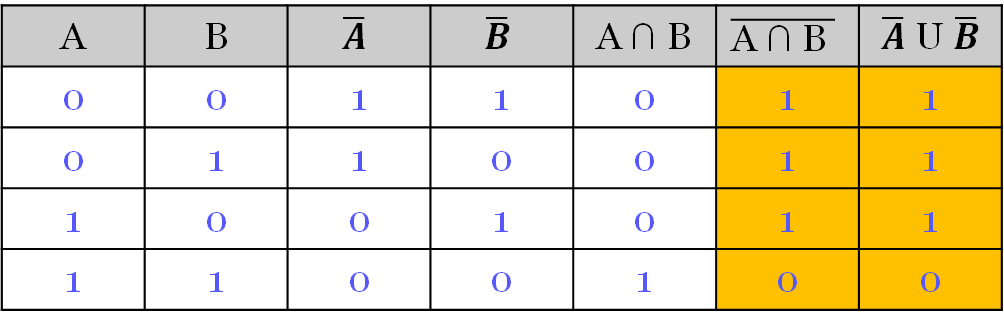 A B A̅ B̅ A ∩ B A̅ ̅∩̅ ̅B̅ A̅ U B̅
0 0 1 1 0 1 1
0 1 1 0 0 1 1
1 0 0 1 0 1 1
1 1 0 0 1 0 0